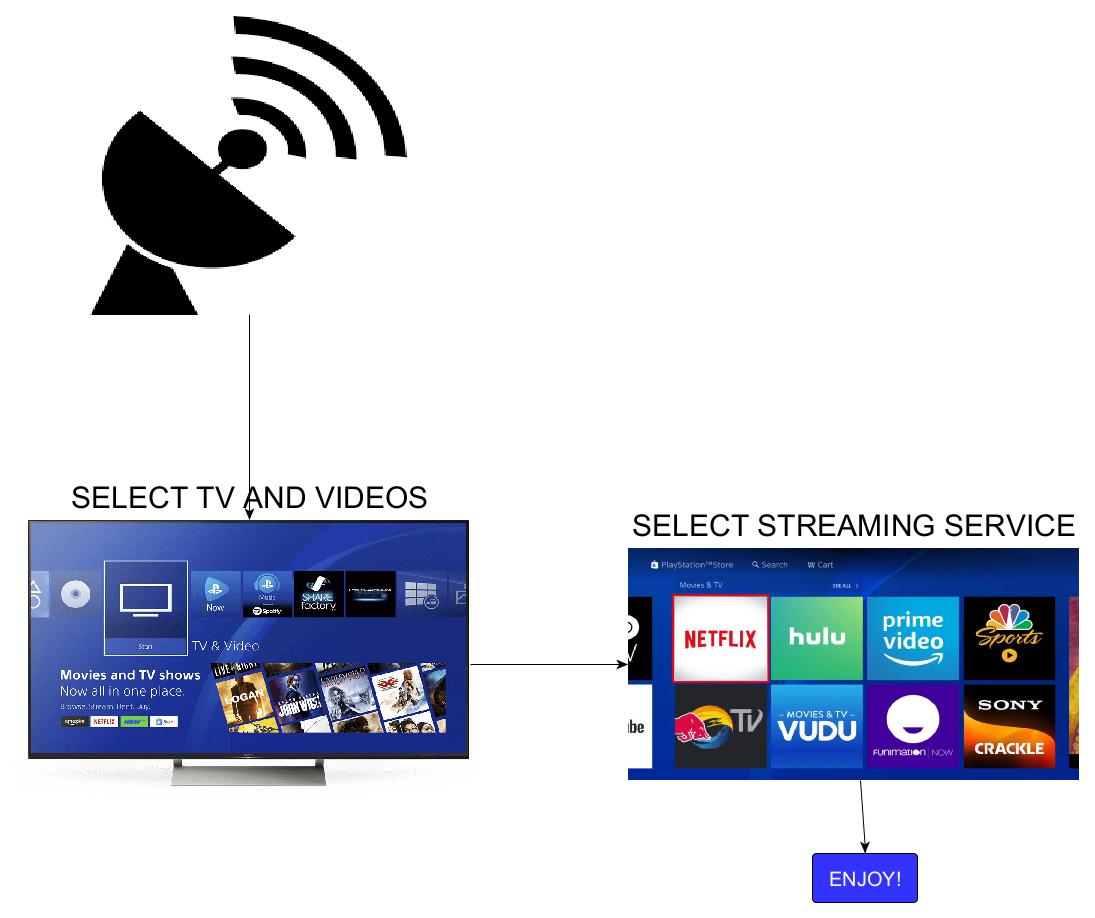 SELECT TV AND VIDEOS
Now
Music
Spotify
SHARE
factory
Start
TV & Video
Movies and TV shows
Now all in one place.
Browse. Stream. Rent. Buy.
amazon NETFLIX
LOGAN
JOHN WICK
SELECT STREAMING SERVICE
PlayStation™Store Search Cart
Movies & TV SEE ALL >
NETFLIX
hulu
prime
video
Sports
TV
– MOVIES & TV –
VUDU
FUNIMATION | NOW
SONY
CRACKLE
ENJOY!